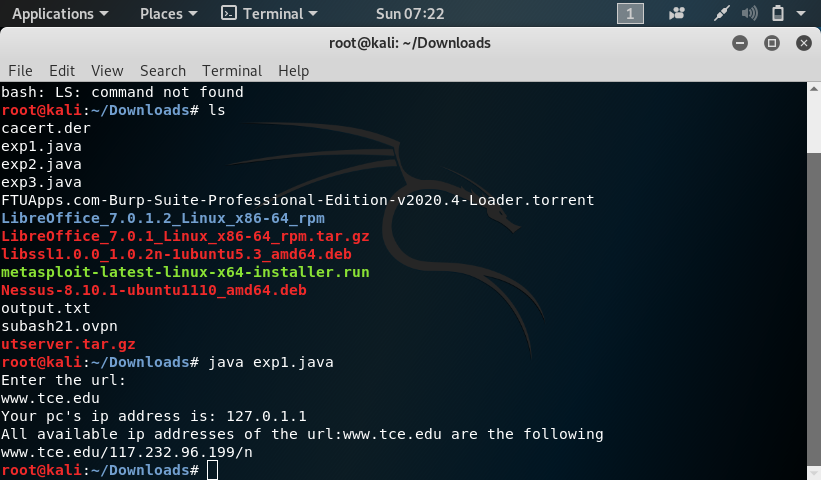 Applications Places Terminal Sun 07:22 1
root@kali: ~/Downloads
File Edit View Search Terminal Help
bash: LS: command not found
root@kali:~/Downloads# ls
cacert.der
exp1.java
exp2.java
exp3.java
FTUApps.com-Burp-Suite-Professional-Edition-v2020.4-Loader.torrent
LibreOffice_7.0.1.2_Linux_x86-64_rpm
LibreOffice_7.0.1_Linux_x86-64_rpm.tar.gz
libssl1.0.0_1.0.2n-1ubuntu5.3_amd64.deb
metasploit-latest-linux-x64-installer.run
Nessus-8.10.1-ubuntu1110_amd64.deb
output.txt
subash21.ovpn
utserver.tar.gz
root@kali:~/Downloads# java exp1.java
Enter the url:
www.tce.edu
Your pc's ip address is: 127.0.1.1
All available ip addresses of the url:www.tce.edu are the following
www.tce.edu/117.232.96.199/n
root@kali:~/Downloads#